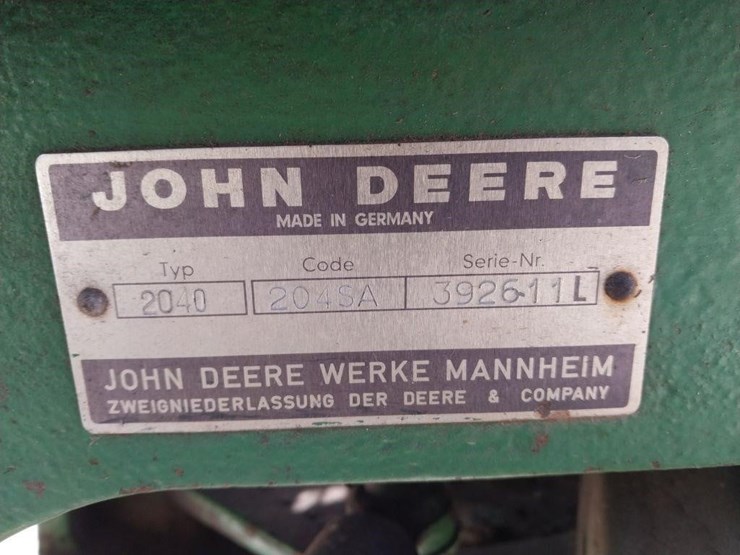 JOHN DEERE
MADE IN GERMANY
Typ Code Serie-Nr.
2040 204SA 392611L
JOHN DEERE WERKE MANNHEIM
ZWEIGNIEDERLASSUNG DER DEERE & COMPANY